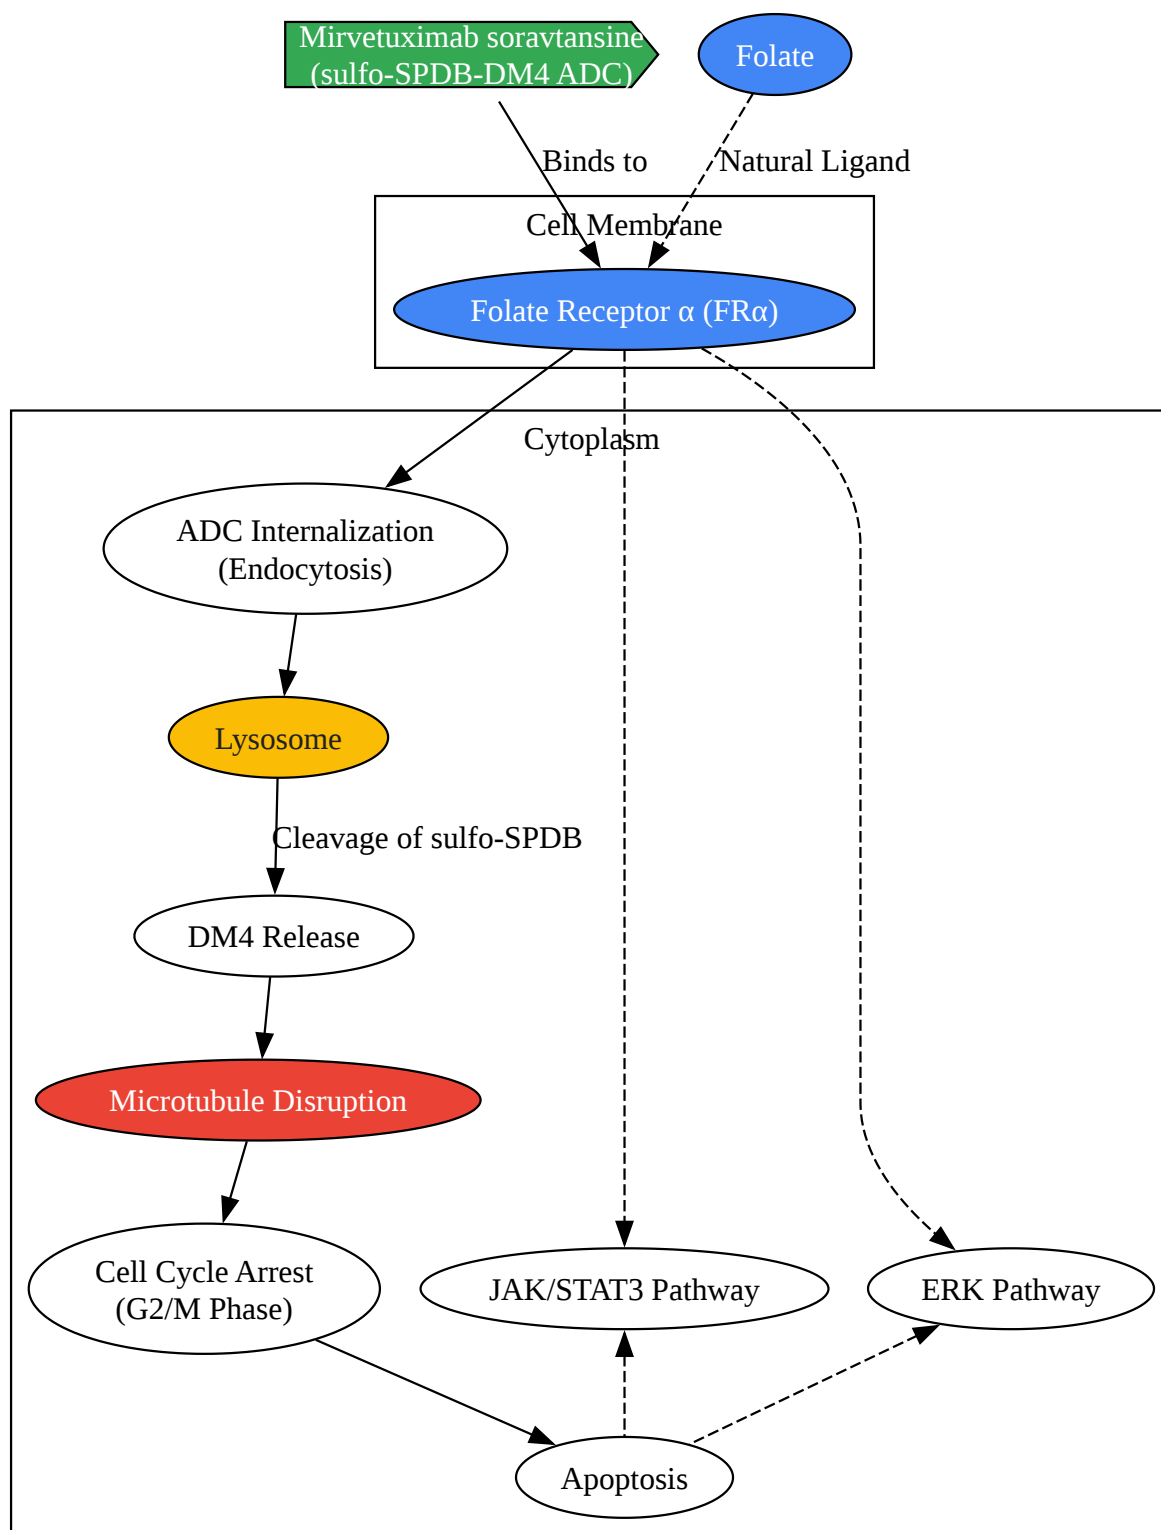 Mirvetuximab soravtansine
(sulfo-SPDB-DM4 ADC)
Folate
Binds to
Natural Ligand
Cell Membrane
Folate Receptor α (FRα)
Cytoplasm
ADC Internalization
(Endocytosis)
Lysosome
Cleavage of sulfo-SPDB
DM4 Release
Microtubule Disruption
Cell Cycle Arrest
(G2/M Phase)
JAK/STAT3 Pathway
ERK Pathway
Apoptosis